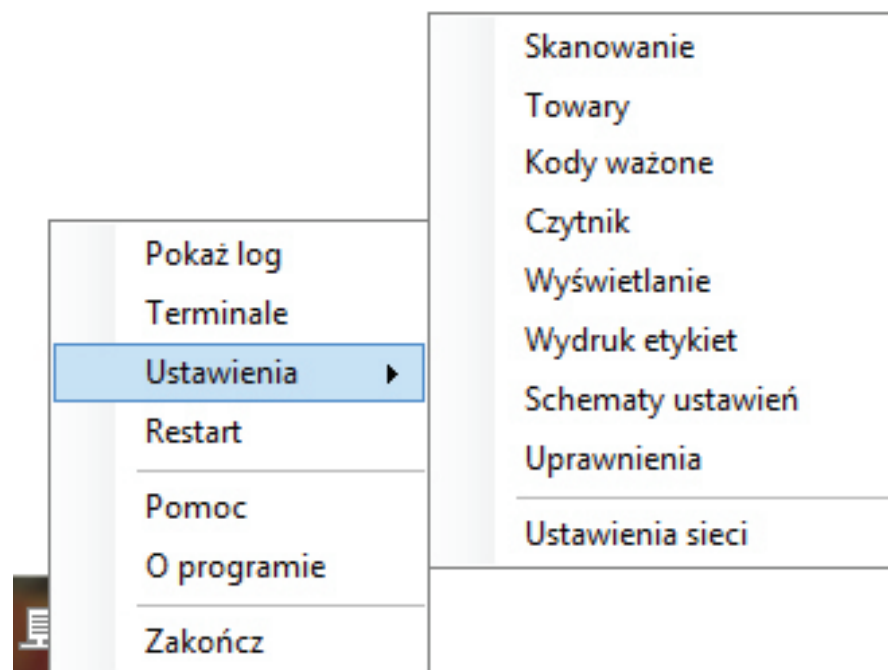 Pokaż log
Terminale
Ustawienia
Restart
Pomoc
O programie
Zakończ
Skanowanie
Towary
Kody ważone
Czytnik
Wyświetlanie
Wydruk etykiet
Schematy ustawień
Uprawnienia
Ustawienia sieci